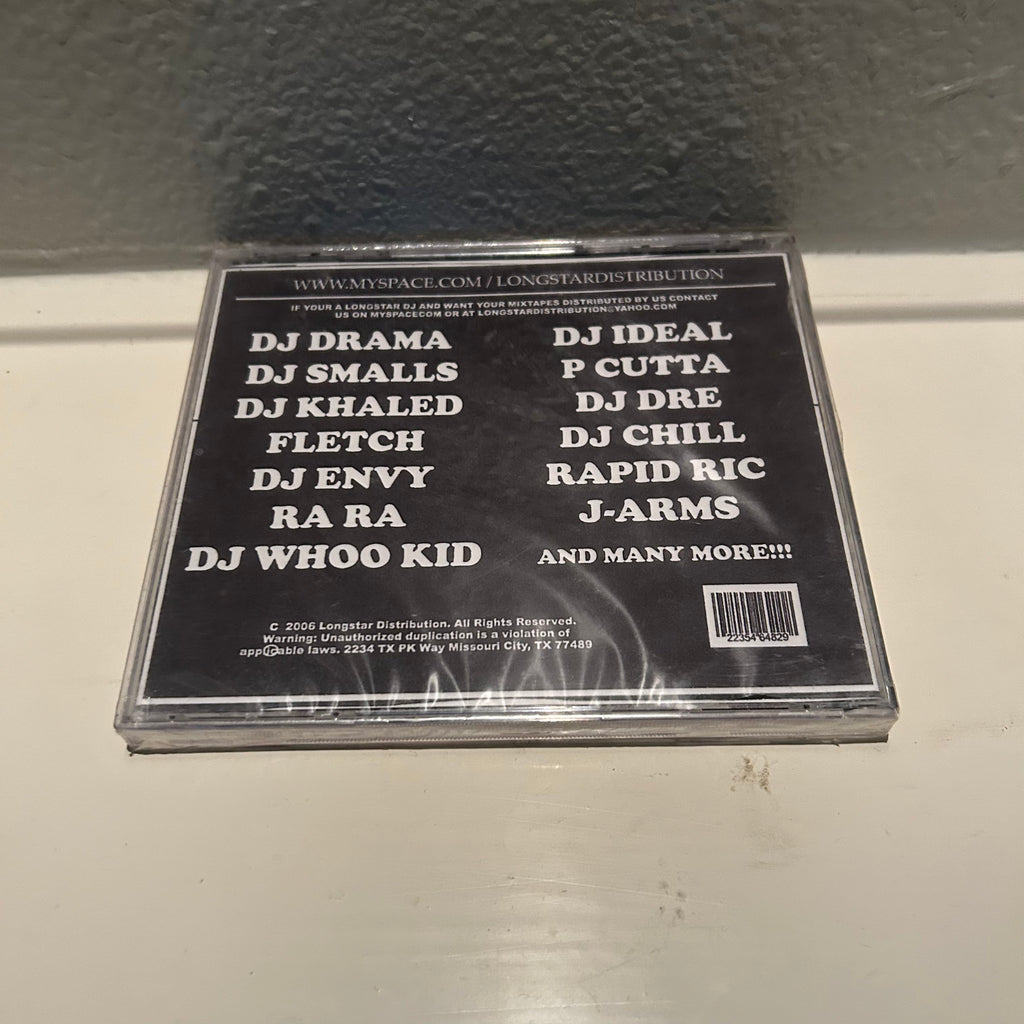 WWW.MYSPACE.COM / LONGSTARDISTRIBUTION
IF YOUR A LONGSTAR DJ AND WANT YOUR MIXTAPES DISTRIBUTED BY US CONTACT
US ON MYSPACECOM OR AT LONGSTARDISTRIBUTION@YAHOO.COM
DJ DRAMA
DJ SMALLS
DJ KHALED
FLETCH
DJ ENVY
RA RA
DJ WHOO KID
DJ IDEAL
P CUTTA
DJ DRE
DJ CHILL
RAPID RIC
J-ARMS
AND MANY MORE!!!
C 2006 Longstar Distribution. All Rights Reserved.
Warning: Unauthorized duplication is a violation of
applicable laws. 2234 TX PK Way Missouri City, TX 77489
22354 64829